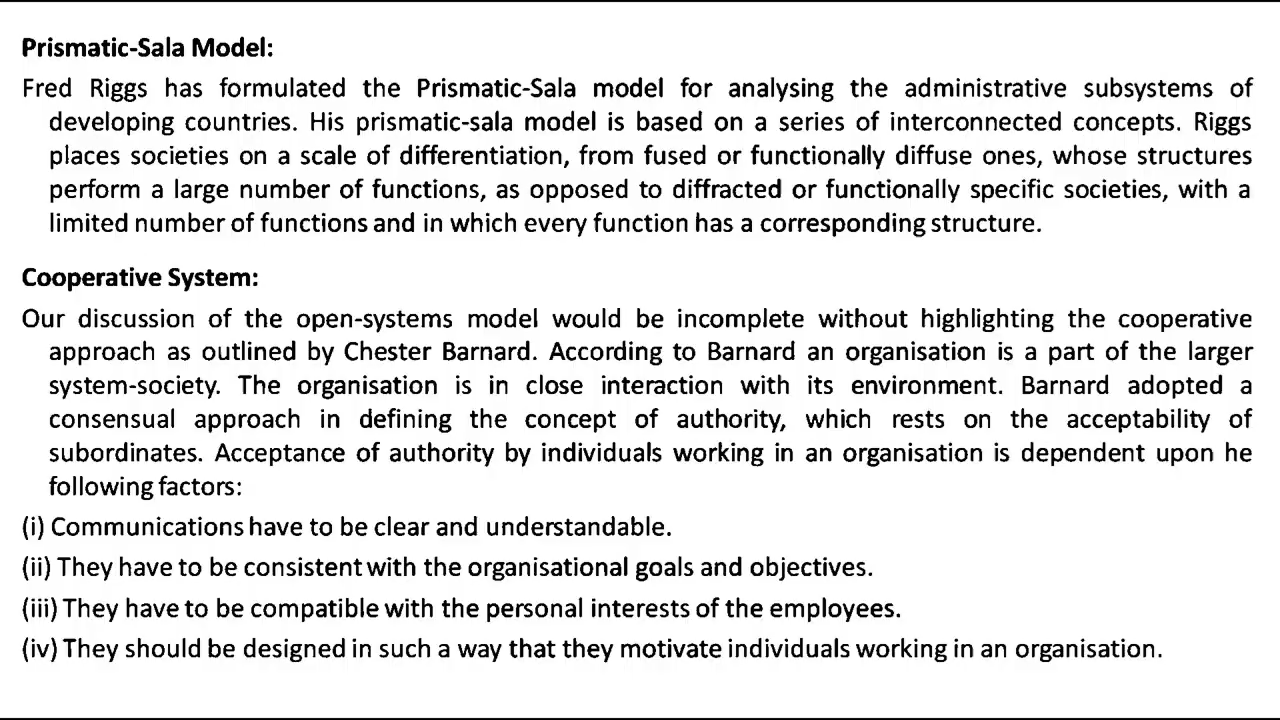 Prismatic-Sala Model:
Fred Riggs has formulated the Prismatic-Sala model for analysing the administrative subsystems of
developing countries. His prismatic-sala model is based on a series of interconnected concepts. Riggs
places societies on a scale of differentiation, from fused or functionally diffuse ones, whose structures
perform a large number of functions, as opposed to diffracted or functionally specific societies, with a
limited number of functions and in which every function has a corresponding structure.
Cooperative System:
Our discussion of the open-systems model would be incomplete without highlighting the cooperative
approach as outlined by Chester Barnard. According to Barnard an organisation is a part of the larger
system-society. The organisation is in close interaction with its environment. Barnard adopted a
consensual approach in defining the concept of authority, which rests on the acceptability of
subordinates. Acceptance of authority by individuals working in an organisation is dependent upon he
following factors:
(i) Communications have to be clear and understandable.
(ii) They have to be consistent with the organisational goals and objectives.
(iii) They have to be compatible with the personal interests of the employees.
(iv) They should be designed in such a way that they motivate individuals working in an organisation.